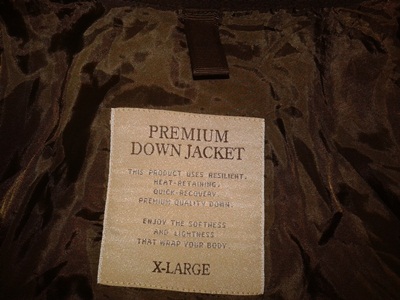 PREMIUM
DOWN JACKET
THIS PRODUCT USES RESILIENT,
HEAT-RETAINING,
QUICK-RECOVERY,
PREMIUM QUALITY DOWN.
ENJOY THE SOFTNESS
AND LIGHTNESS
THAT WRAP YOUR BODY.
X-LARGE